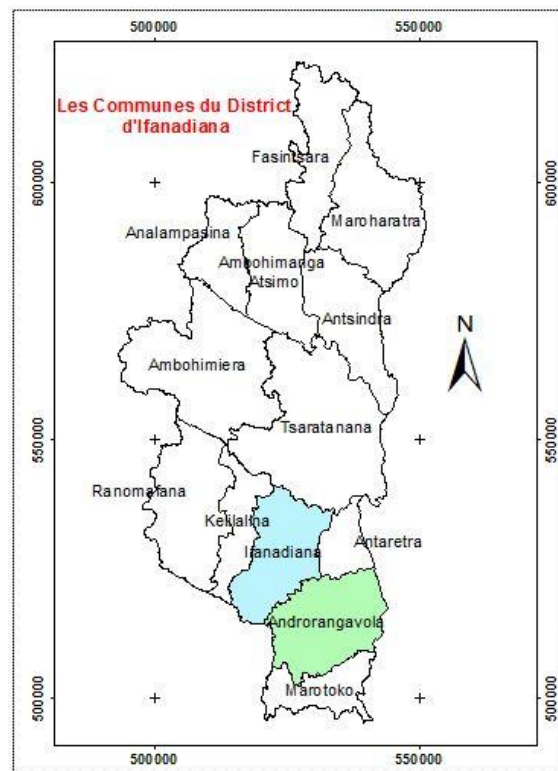 500000 550000
Les Communes du District
d'Ifanadiana
Fasintsara
600000 600000
Maroharatra
Analampasina
Ambohimanga
Atsimo
Antsindra
N
Ambohimiera
Tsaratanana
550000 550000
Ranomafana
Kelilalina
Ifanadiana
Antaretra
Androrangavola
Marotoko
500000 500000
500000 550000